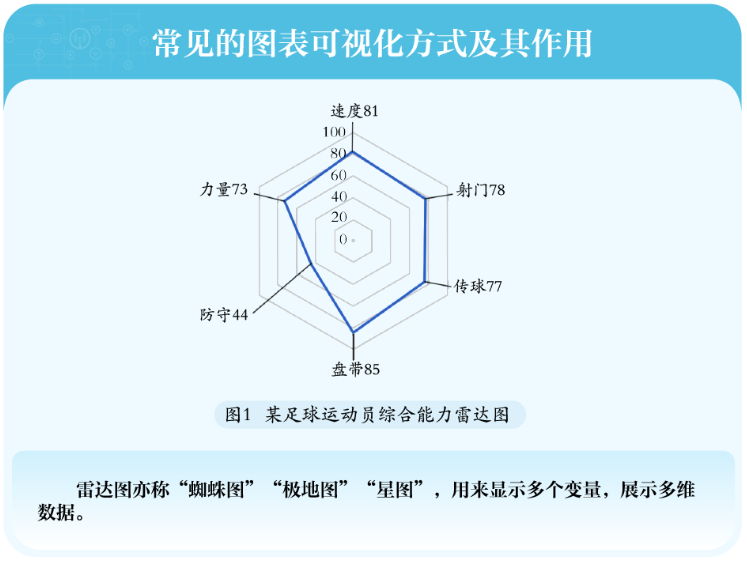 常见的图表可视化方式及其作用
速度81
100
80
60
40
20
0
力量73
射门78
防守44
传球77
盘带85
图1 某足球运动员综合能力雷达图
雷达图亦称“蜘蛛图”“极地图”“星图”，用来显示多个变量，展示多维
数据。